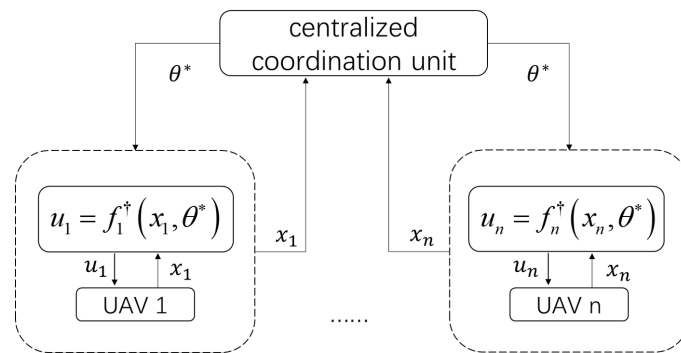 centralized
coordination unit
θ*
θ*
u₁ = f₁†(x₁, θ*)
x₁
xₙ
uₙ = fₙ†(xₙ, θ*)
u₁
x₁
uₙ
xₙ
UAV 1
......
UAV n